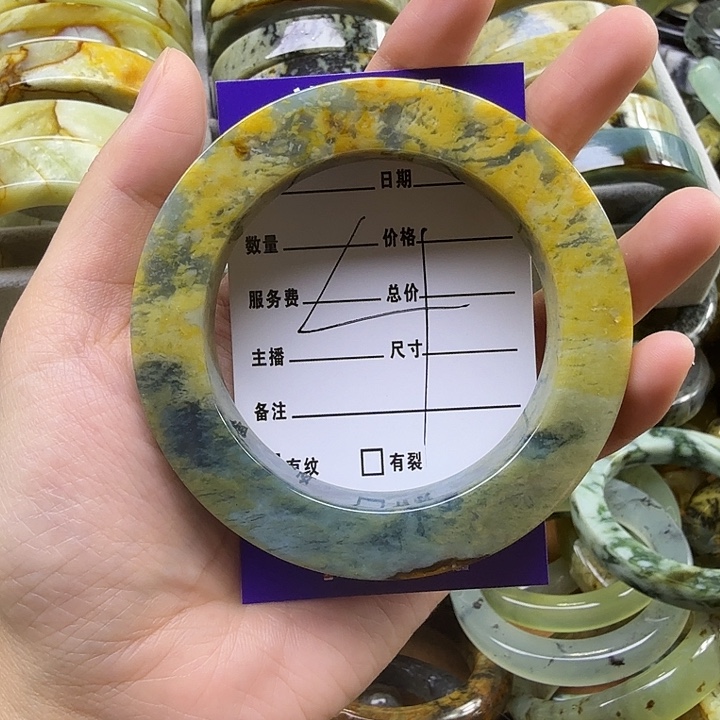 日期
数量 价格
服务费 总价
主播 尺寸
备注
纹 有裂